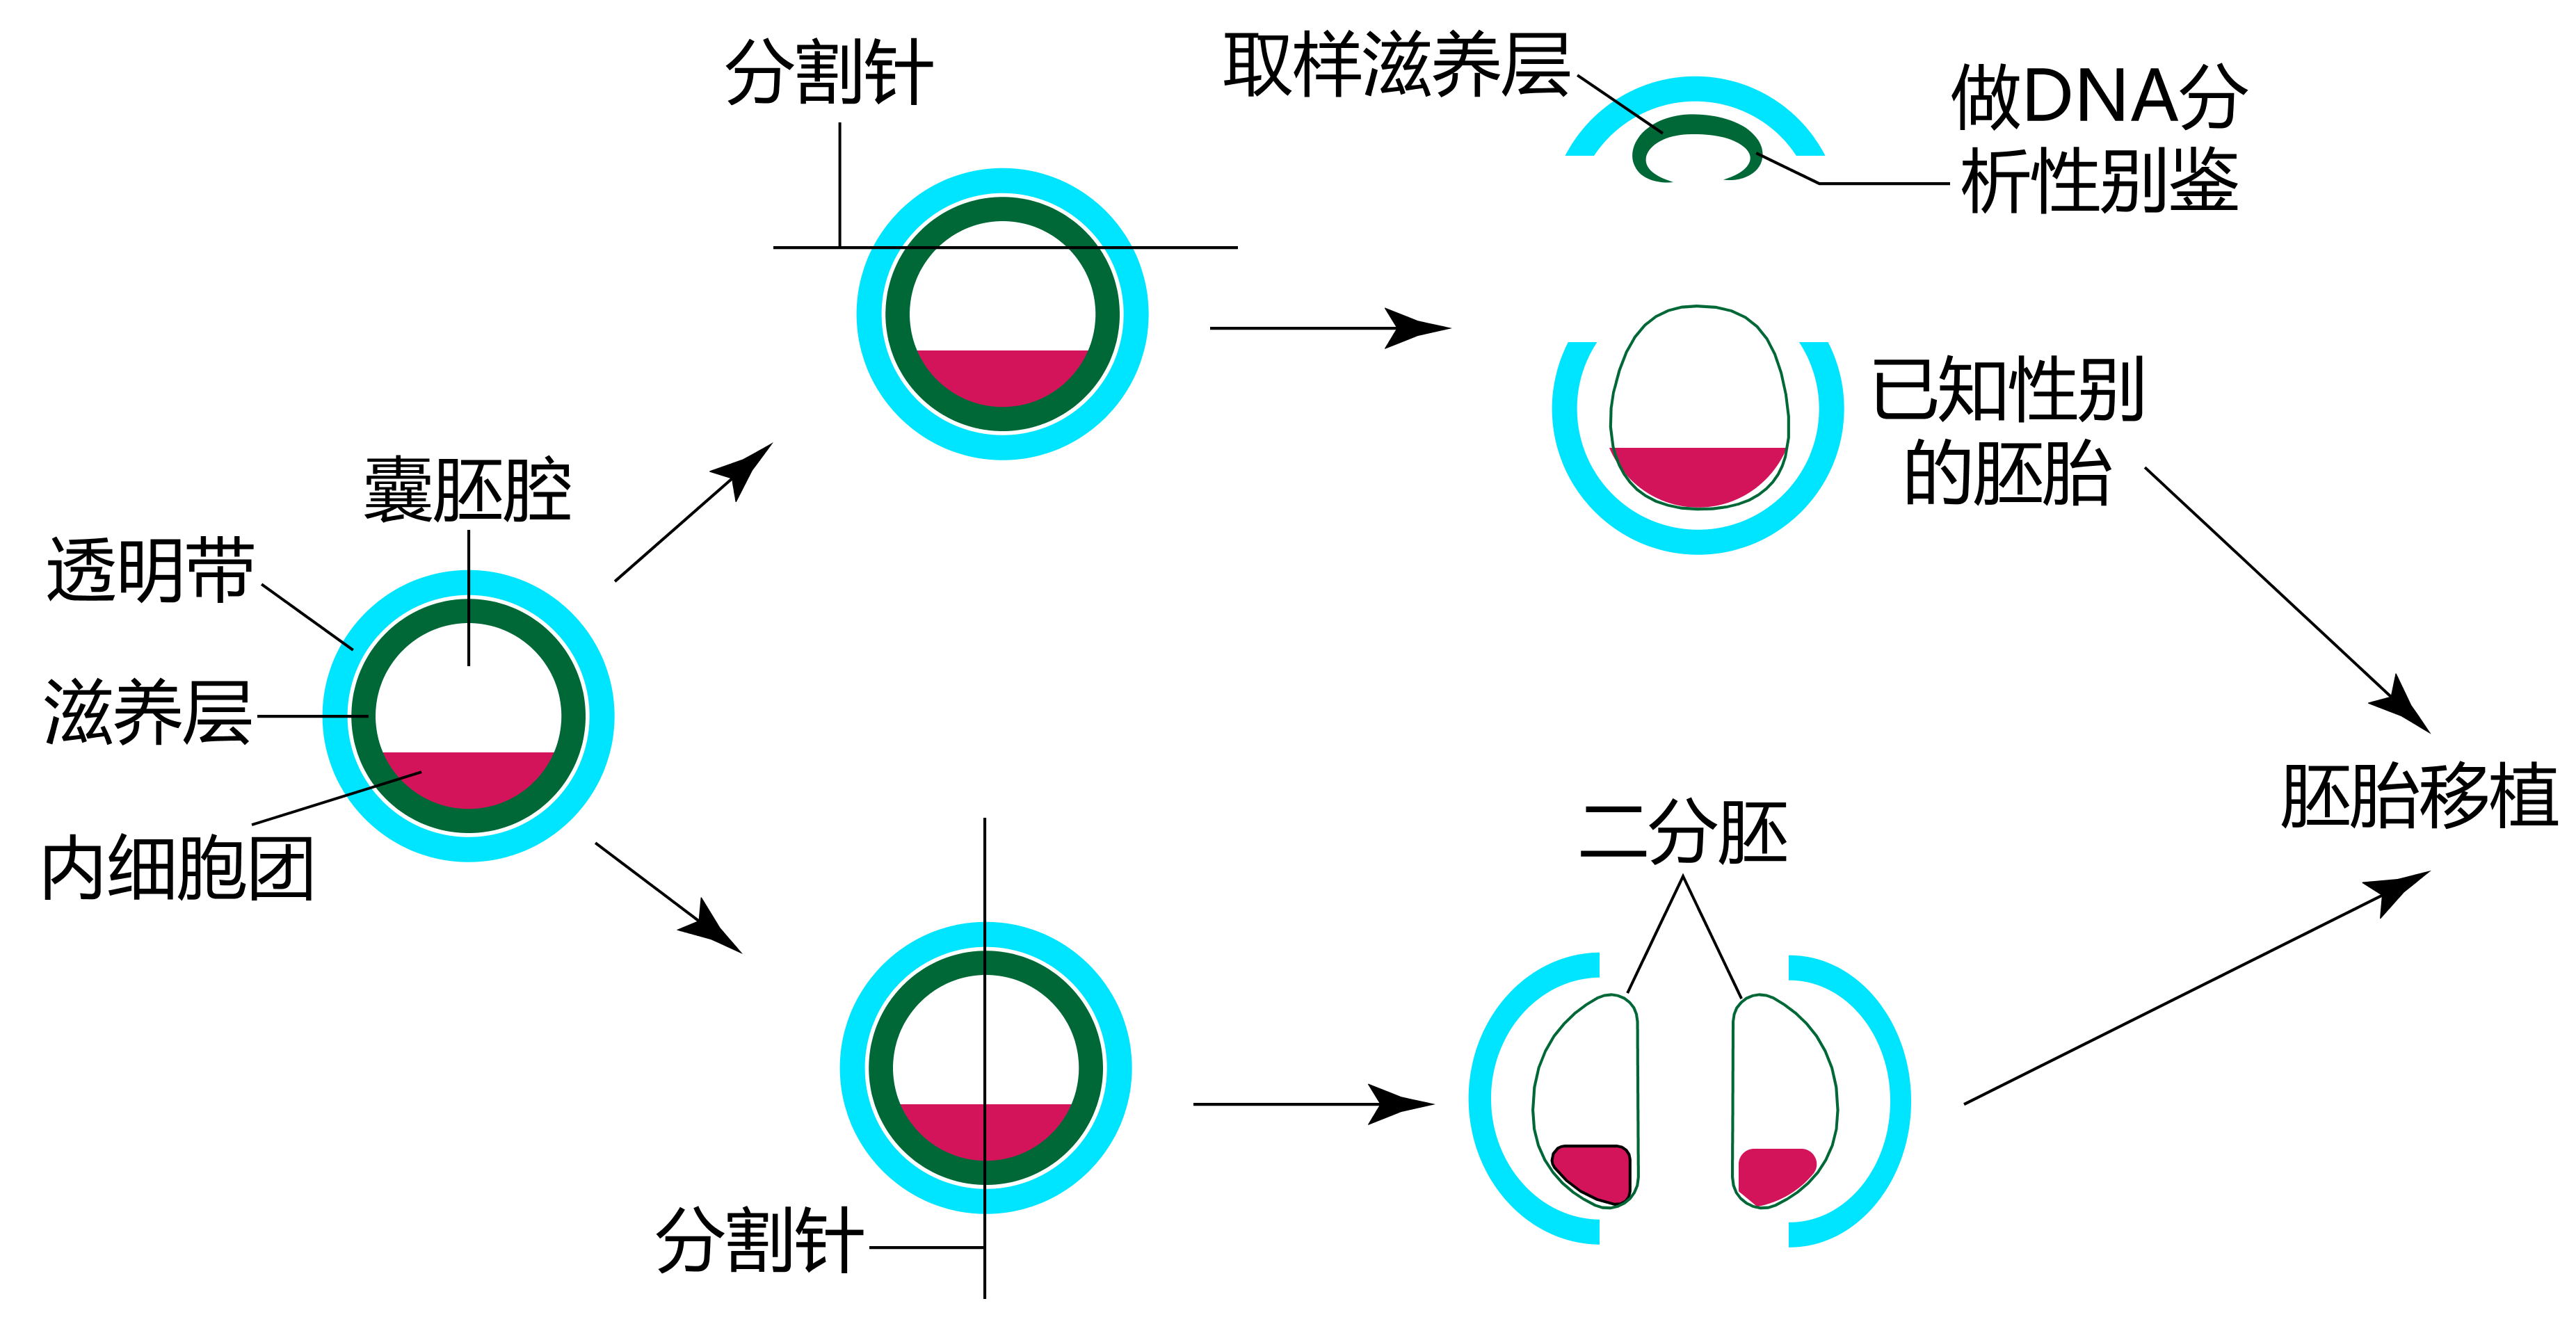 分割针
取样滋养层
做DNA分
析性别鉴
已知性别
的胚胎
囊胚腔
透明带
滋养层
内细胞团
胚胎移植
二分胚
分割针